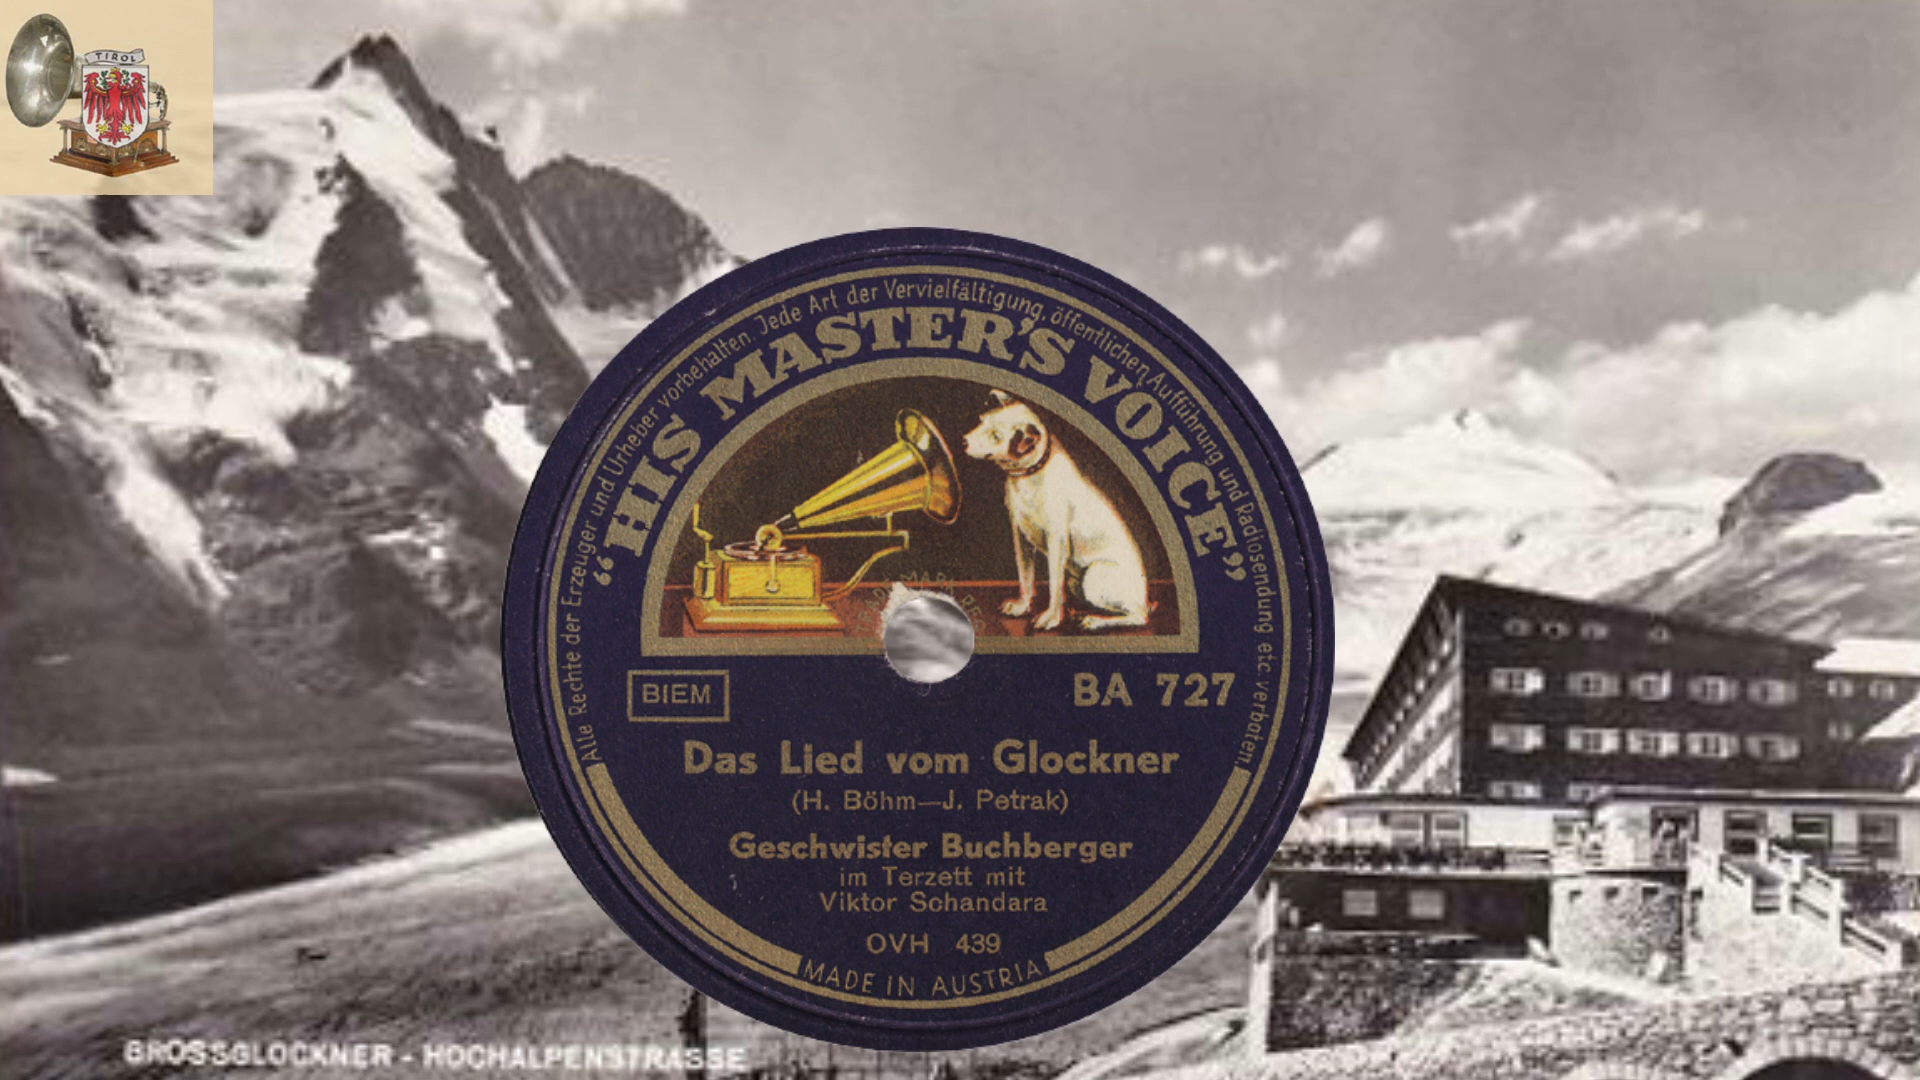 TIROL
Alle Rechte der Erzeuger und Urheber vorbehalten. Jede Art der Vervielfältigung, öffentlichen Aufführung und Radiosendung etc. verboten.
“HIS MASTER'S VOICE”
BIEM
BA 727
Das Lied vom Glockner
(H. Böhm—J. Petrak)
Geschwister Buchberger
im Terzett mit
Viktor Schandara
OVH 439
MADE IN AUSTRIA
GROSSGLOCKNER - HOCHALPENSTRASSE